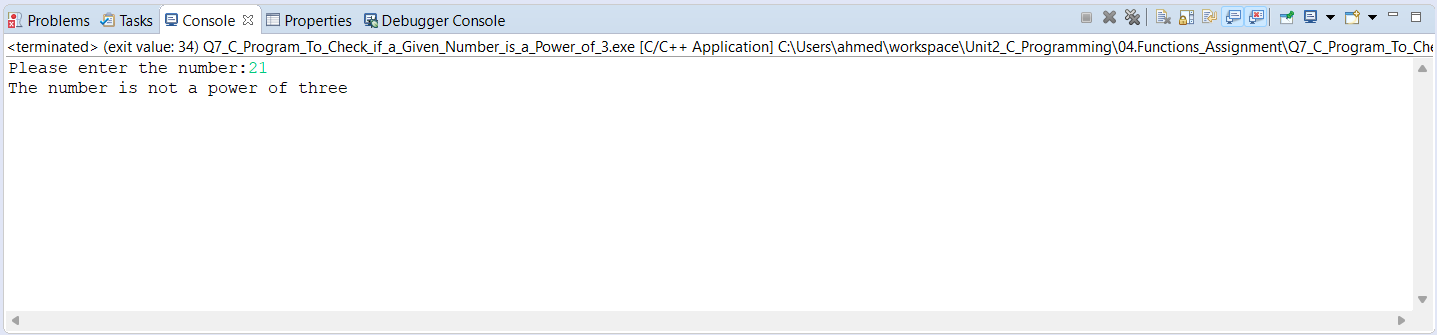 Problems Tasks Console Properties Debugger Console
<terminated> (exit value: 34) Q7_C_Program_To_Check_if_a_Given_Number_is_a_Power_of_3.exe [C/C++ Application] C:\Users\ahmed\workspace\Unit2_C_Programming\04.Functions_Assignment\Q7_C_Program_To_Che
Please enter the number:21
The number is not a power of three